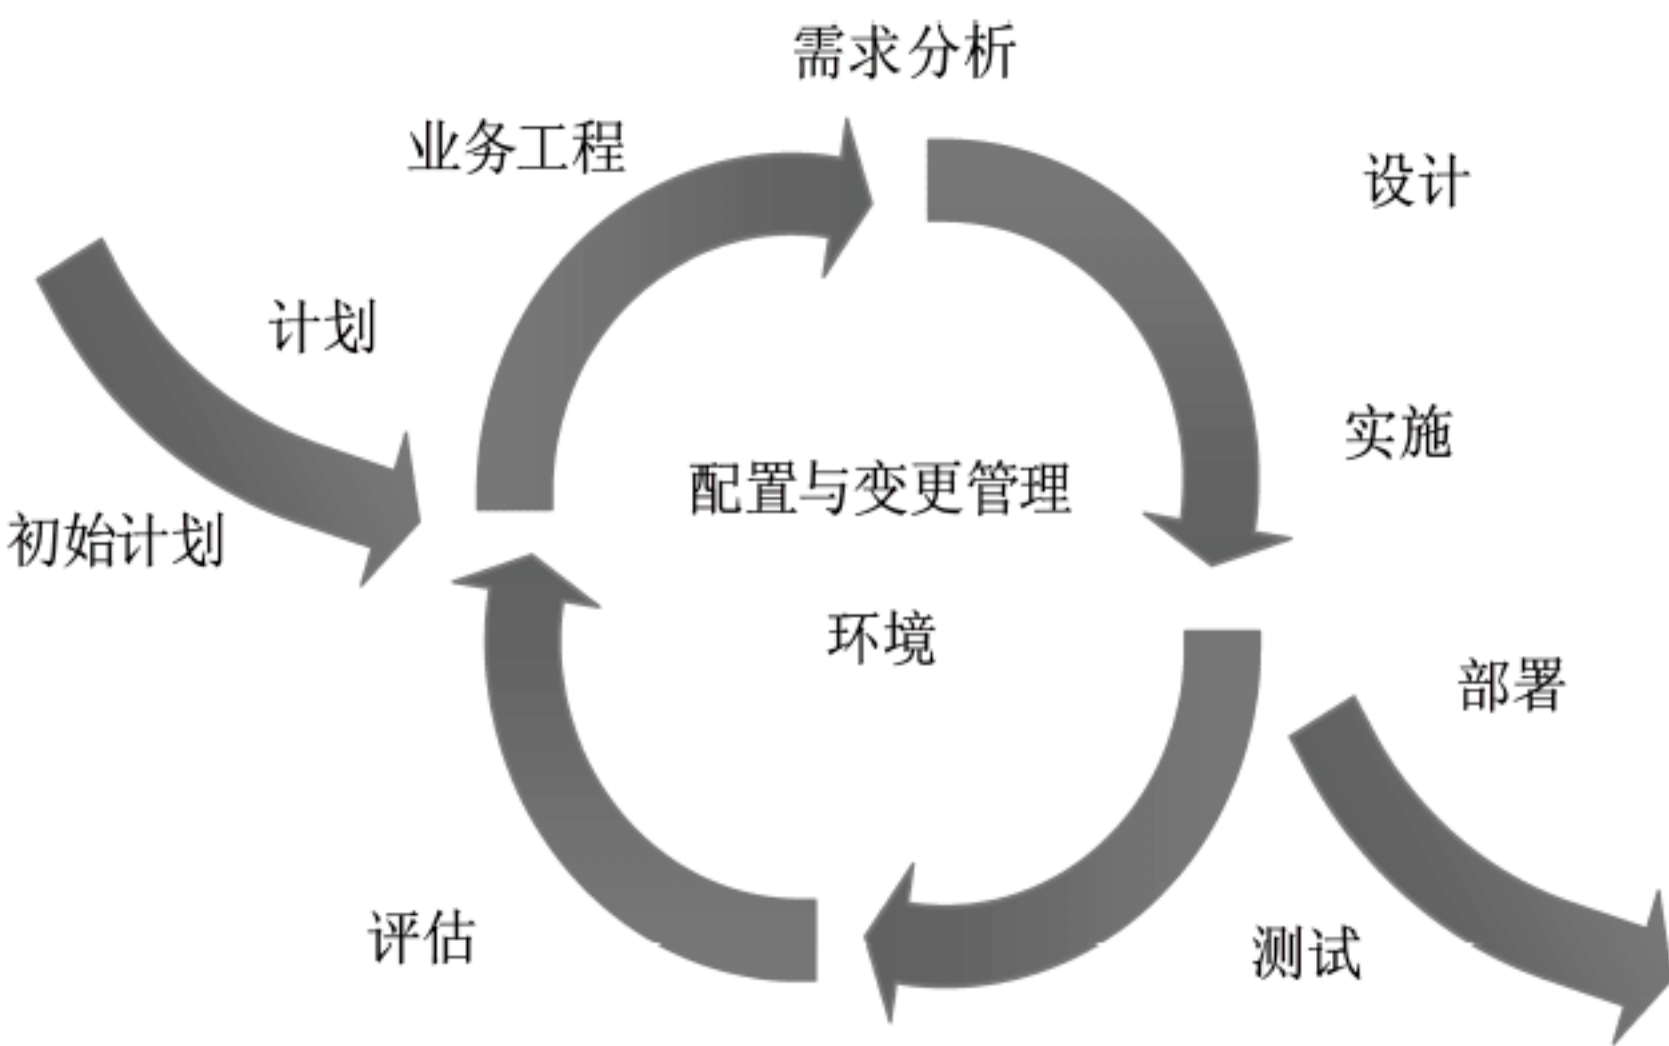 需求分析
业务工程
设计
计划
实施
配置与变更管理
初始计划
环境
部署
评估
测试